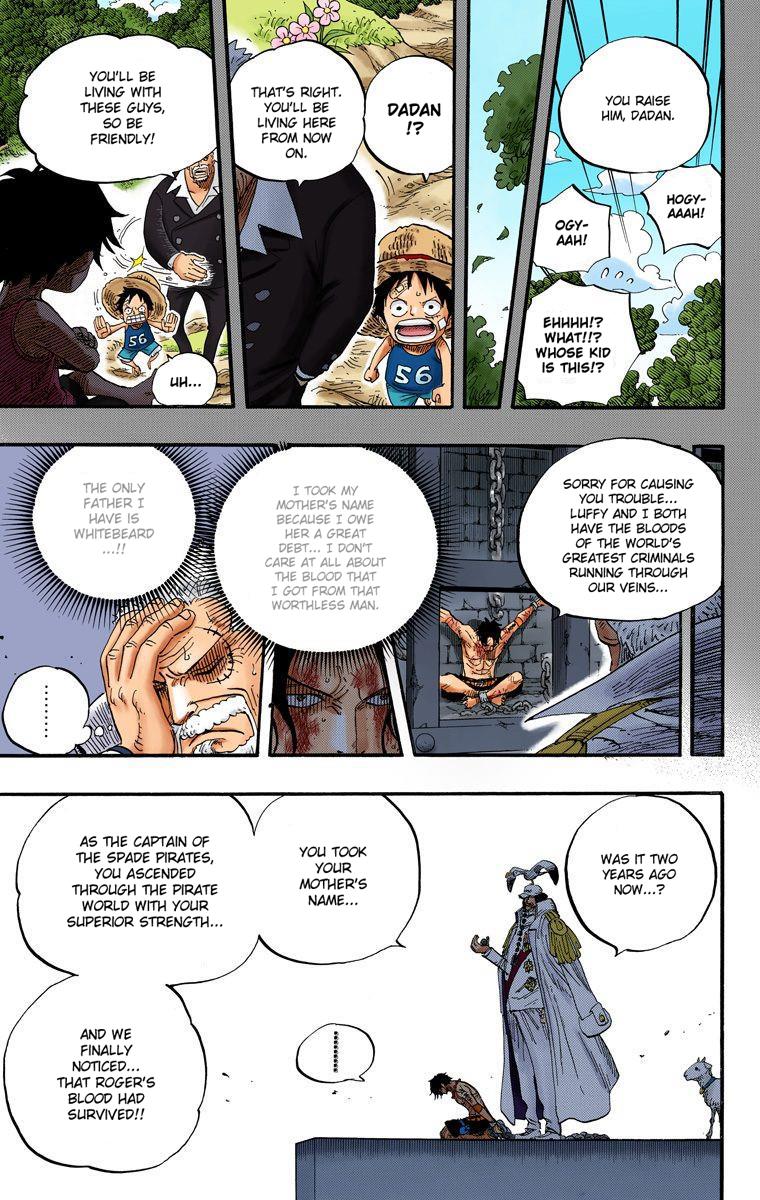 YOU RAISE
HIM, DADAN.
HOGY-
AAAH!
OGY-
AAH!
EHHHH!?
WHAT!!?
WHOSE KID
IS THIS!?
DADAN
!?
THAT'S RIGHT.
YOU'LL BE
LIVING HERE
FROM NOW
ON.
56
YOU'LL BE
LIVING WITH
THESE GUYS,
SO BE
FRIENDLY!
56
UH...
SORRY FOR CAUSING
YOU TROUBLE...
LUFFY AND I BOTH
HAVE THE BLOODS
OF THE WORLD'S
GREATEST CRIMINALS
RUNNING THROUGH
OUR VEINS...
I TOOK MY
MOTHER'S NAME
BECAUSE I OWE
HER A GREAT
DEBT... I DON'T
CARE AT ALL ABOUT
THE BLOOD THAT
I GOT FROM THAT
WORTHLESS MAN.
THE ONLY
FATHER I
HAVE IS
WHITEBEARD
...!!
.........
WAS IT TWO
YEARS AGO
NOW...?
YOU TOOK
YOUR
MOTHER'S
NAME...
AS THE CAPTAIN OF
THE SPADE PIRATES,
YOU ASCENDED
THROUGH THE PIRATE
WORLD WITH YOUR
SUPERIOR STRENGTH...
.........
AND WE
FINALLY
NOTICED...
THAT ROGER'S
BLOOD HAD
SURVIVED!!